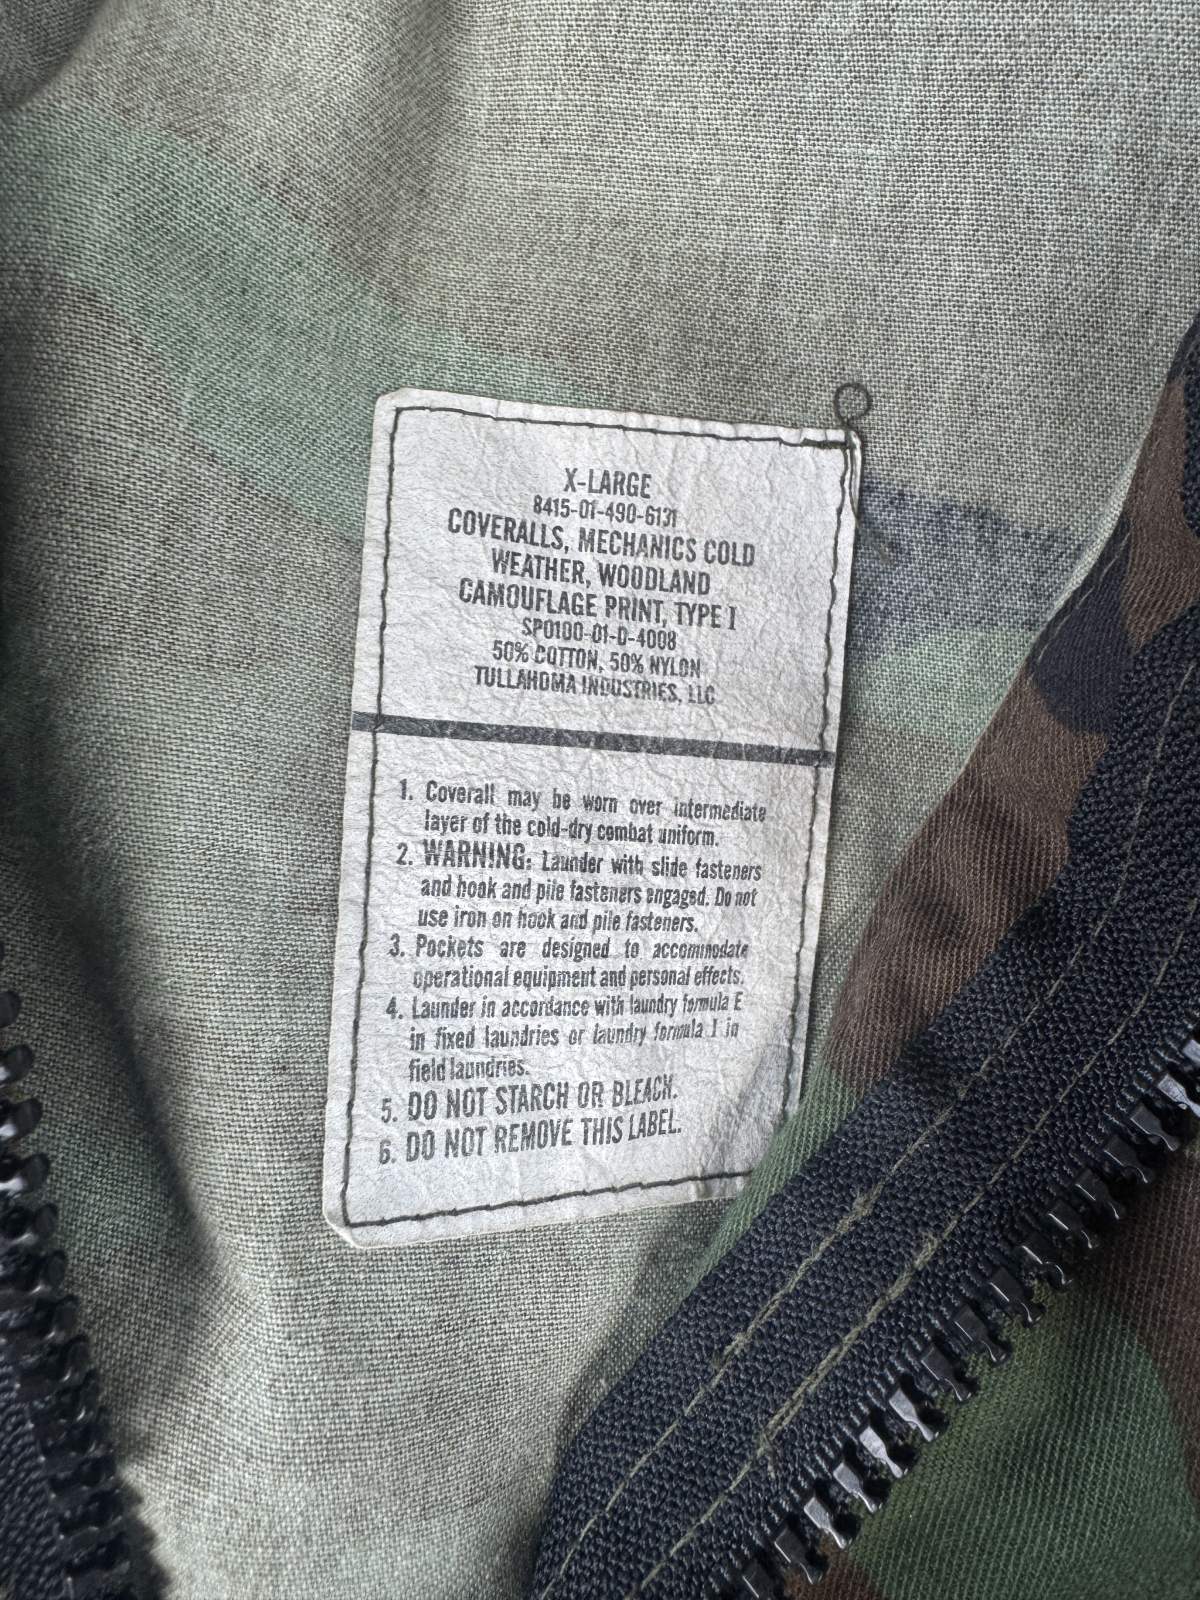 X-LARGE
8415-01-490-6131
COVERALLS, MECHANICS COLD
WEATHER, WOODLAND
CAMOUFLAGE PRINT, TYPE I
SPO100-01-D-4008
50% COTTON, 50% NYLON
TULLAHOMA INDUSTRIES, LLC
1. Coverall may be worn over intermediate
layer of the cold-dry combat uniform.
2. WARNING: Launder with slide fasteners
and hook and pile fasteners engaged. Do not
use iron on hook and pile fasteners.
3. Pockets are designed to accommodate
operational equipment and personal effects.
4. Launder in accordance with laundry formula E
in fixed laundries or laundry formula I in
field laundries.
5. DO NOT STARCH OR BLEACH.
6. DO NOT REMOVE THIS LABEL.